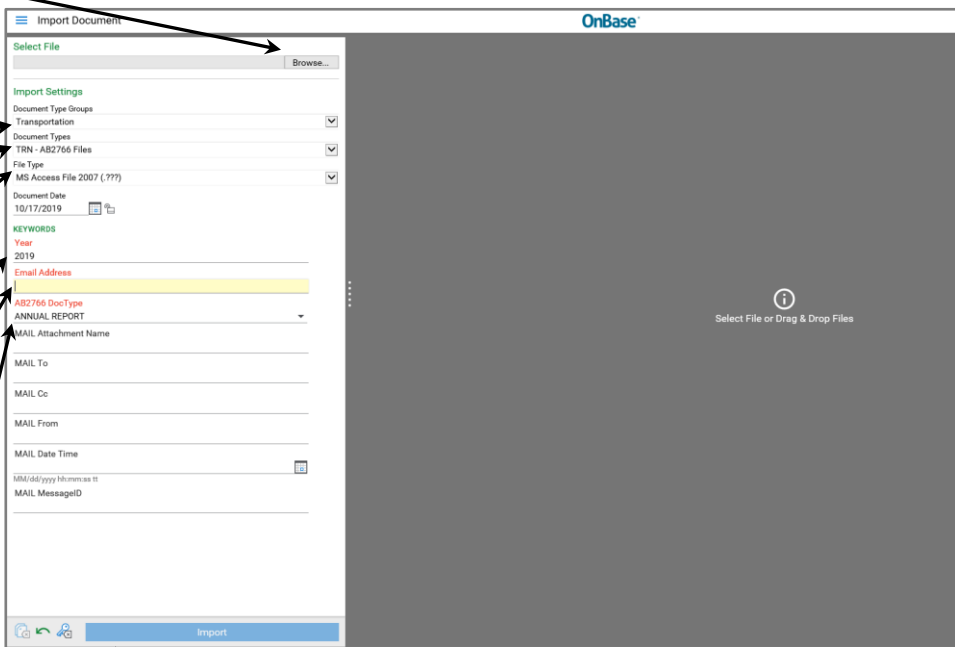 Import Document
OnBase
Select File
Browse...
Import Settings
Document Type Groups
Transportation
Document Types
TRN - AB2766 Files
File Type
MS Access File 2007 (.???)
Document Date
10/17/2019
KEYWORDS
Year
2019
Email Address
AB2766 DocType
ANNUAL REPORT
MAIL Attachment Name
MAIL To
MAIL Cc
MAIL From
MAIL Date Time
MM/dd/yyyy hh:mm:ss tt
MAIL MessageID
Import
Select File or Drag & Drop Files